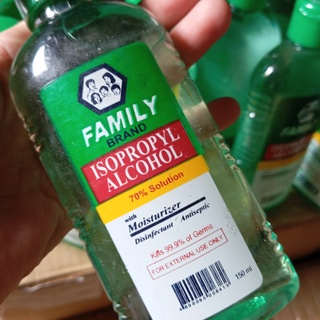 FAMILY
BRAND
ISOPROPYL
ALCOHOL
70% Solution
with
Moisturizer
Disinfectant - Antiseptic
Kills 99.9% of Germs
FOR EXTERNAL USE ONLY
150 ml